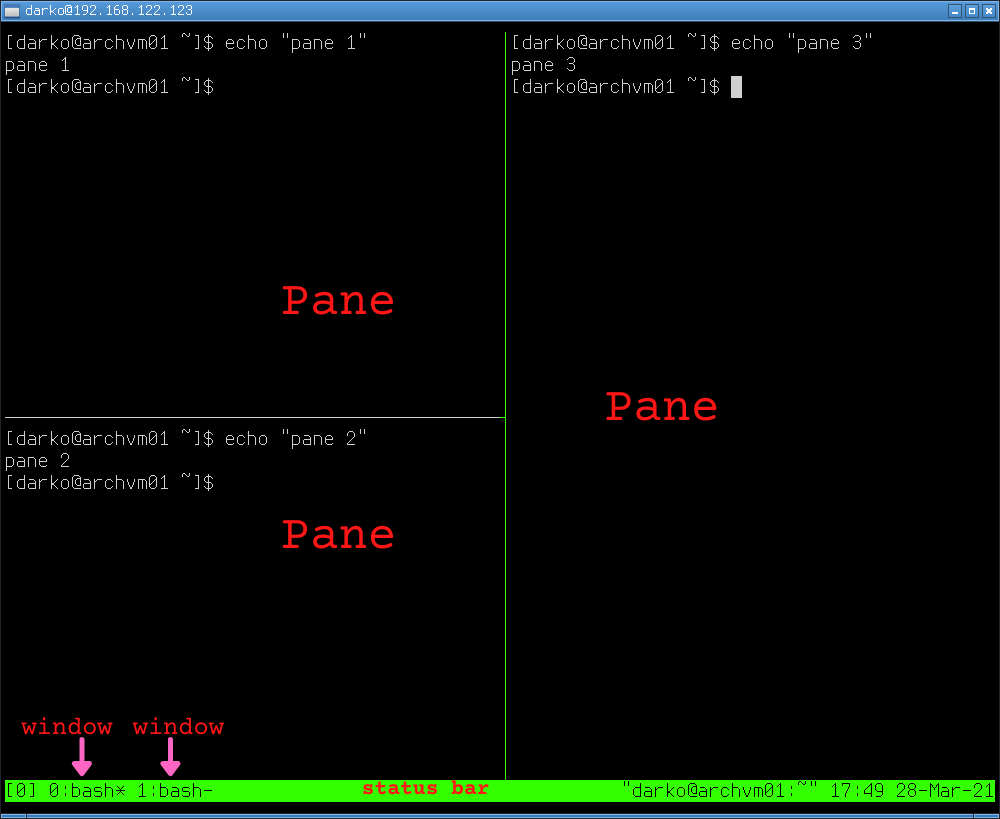 darko@192.168.122.123
[darko@archvm01 ~]$ echo "pane 1"
pane 1
[darko@archvm01 ~]$
Pane
[darko@archvm01 ~]$ echo "pane 2"
pane 2
[darko@archvm01 ~]$
Pane
[darko@archvm01 ~]$ echo "pane 3"
pane 3
[darko@archvm01 ~]$
Pane
window window
[0] 0:bash* 1:bash- status bar "darko@archvm01:~" 17:49 28-Mar-21